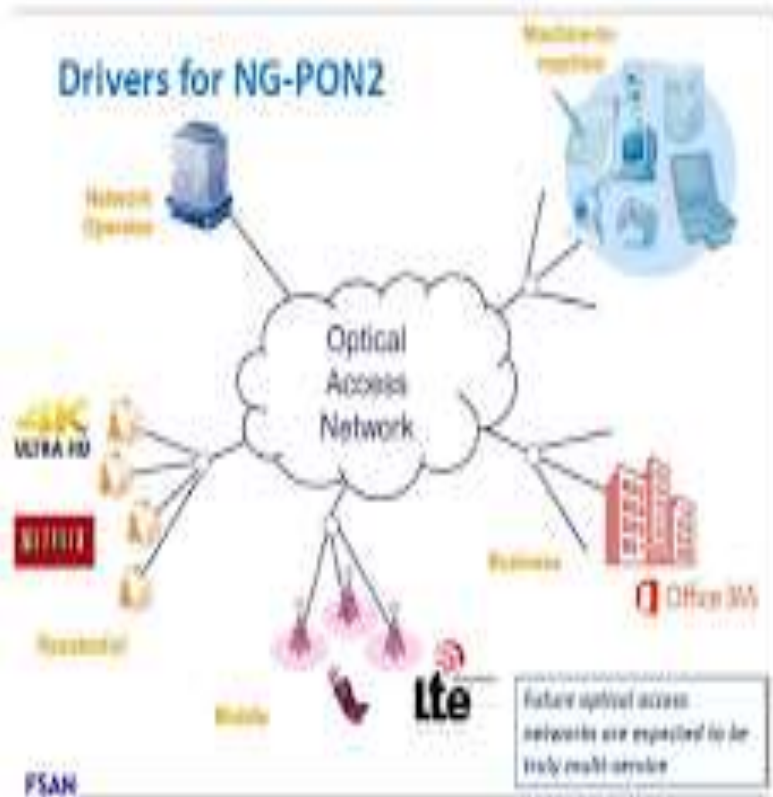 Drivers for NG-PON2
Machine-to-
machine
Network
Operator
Optical
Access
Network
4K
ULTRA HD
NETFLIX
Residential
Mobile
Lte
Business
Office 365
Future optical access
networks are expected to be
truly multi-service
FSAN